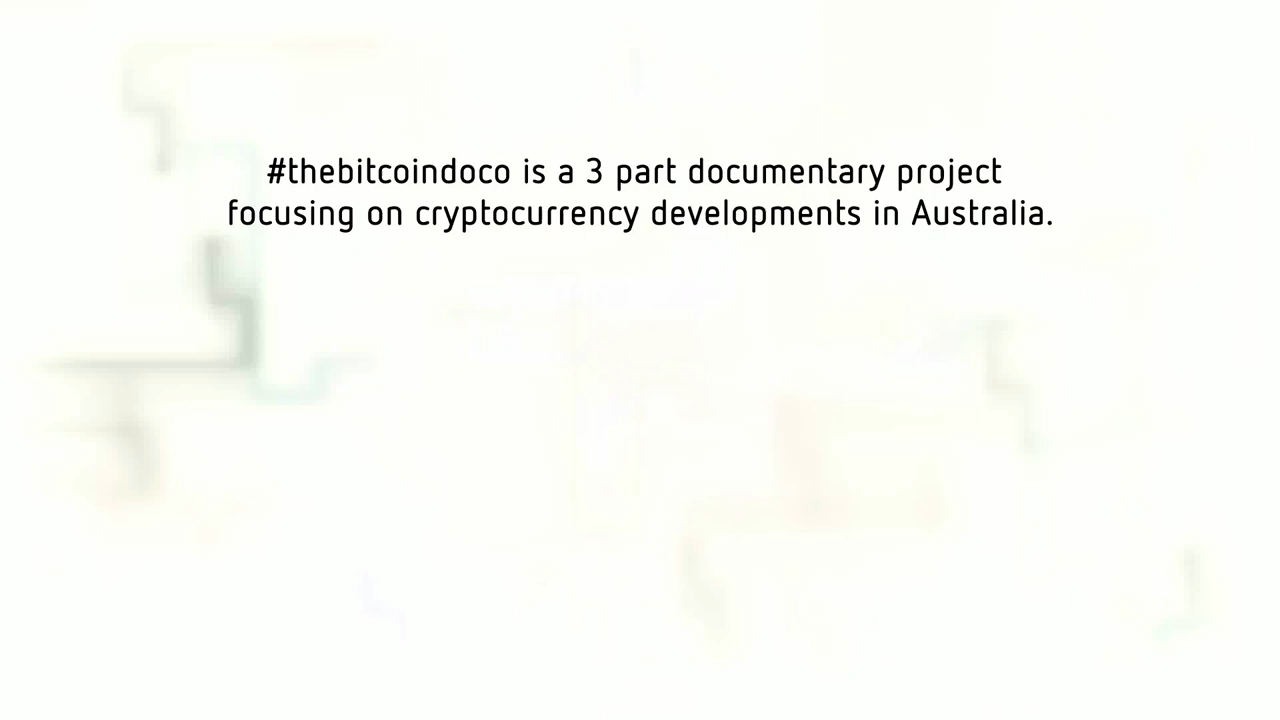 #thebitcoindoco is a 3 part documentary project
focusing on cryptocurrency developments in Australia.